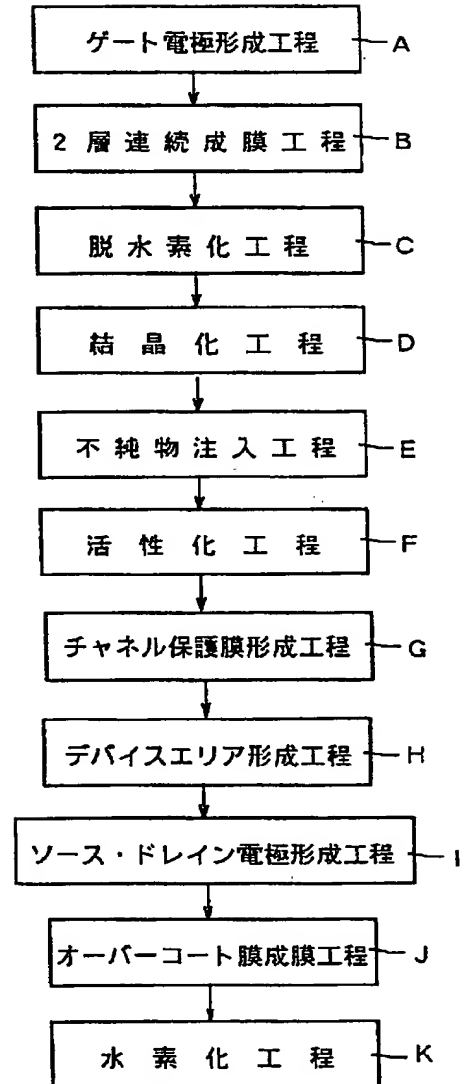 ゲート電極形成工程 A
2層連続成膜工程 B
脱水素化工程 C
結晶化工程 D
不純物注入工程 E
活性化工程 F
チャネル保護膜形成工程 G
デバイスエリア形成工程 H
ソース・ドレイン電極形成工程 I
オーバーコート膜成膜工程 J
水素化工程 K